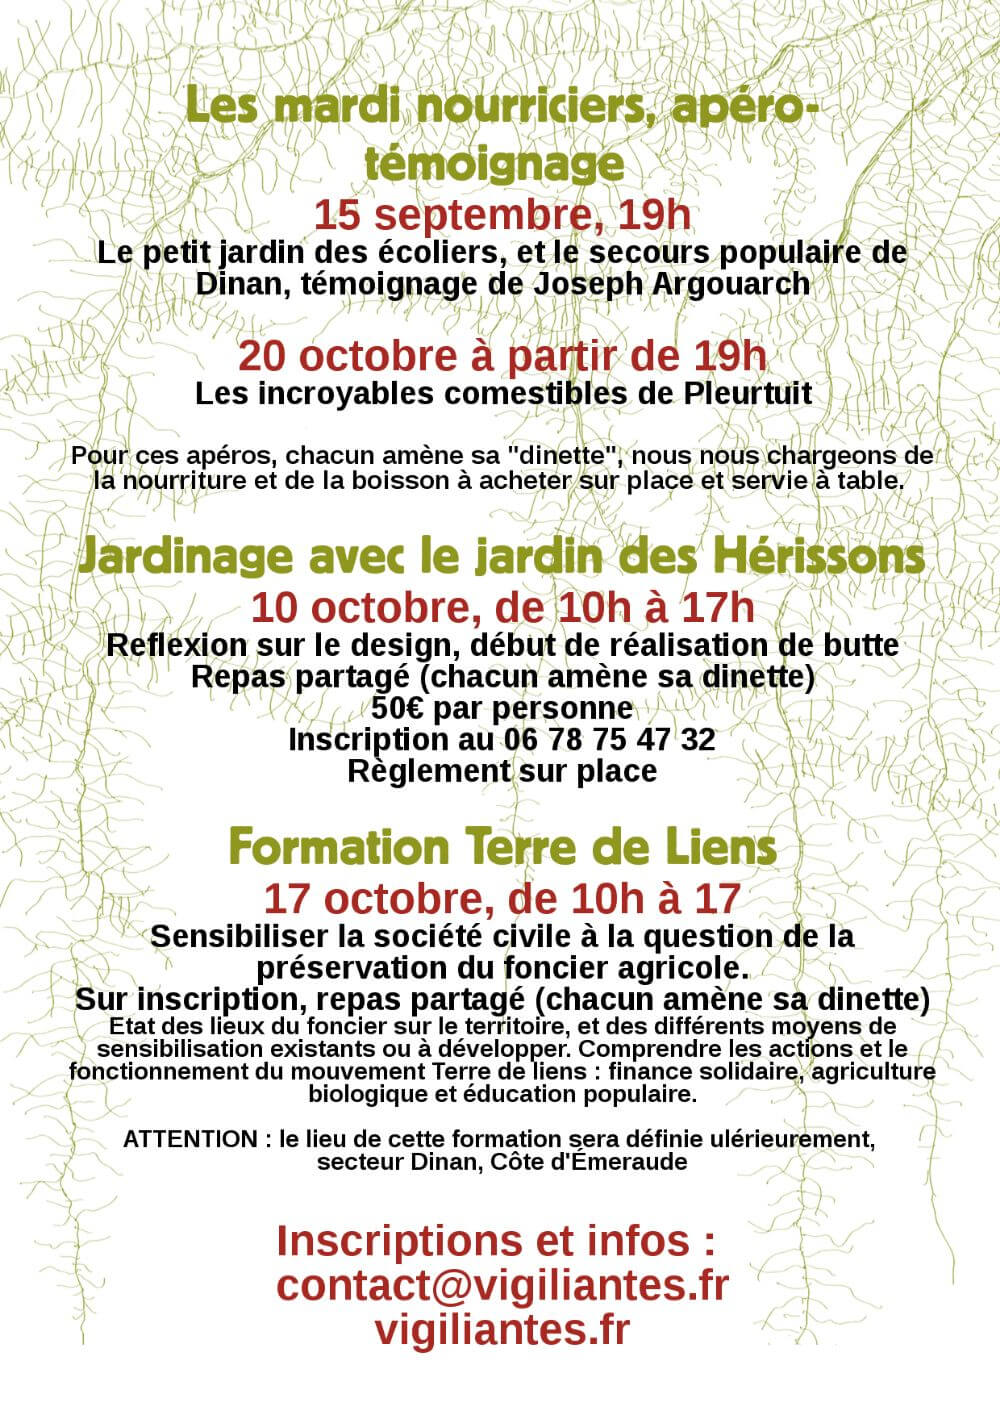 Les mardi nourriciers, apéro-
témoignage
15 septembre, 19h
Le petit jardin des écoliers, et le secours populaire de
Dinan, témoignage de Joseph Argouarch
20 octobre à partir de 19h
Les incroyables comestibles de Pleurtuit
Pour ces apéros, chacun amène sa "dinette", nous nous chargeons de
la nourriture et de la boisson à acheter sur place et servie à table.
Jardinage avec le jardin des Hérissons
10 octobre, de 10h à 17h
Reflexion sur le design, début de réalisation de butte
Repas partagé (chacun amène sa dinette)
50€ par personne
Inscription au 06 78 75 47 32
Règlement sur place
Formation Terre de Liens
17 octobre, de 10h à 17
Sensibiliser la société civile à la question de la
préservation du foncier agricole.
Sur inscription, repas partagé (chacun amène sa dinette)
Etat des lieux du foncier sur le territoire, et des différents moyens de
sensibilisation existants ou à développer. Comprendre les actions et le
fonctionnement du mouvement Terre de liens : finance solidaire, agriculture
biologique et éducation populaire.
ATTENTION : le lieu de cette formation sera définie ulérieurement,
secteur Dinan, Côte d'Émeraude
Inscriptions et infos :
contact@vigiliantes.fr
vigiliantes.fr